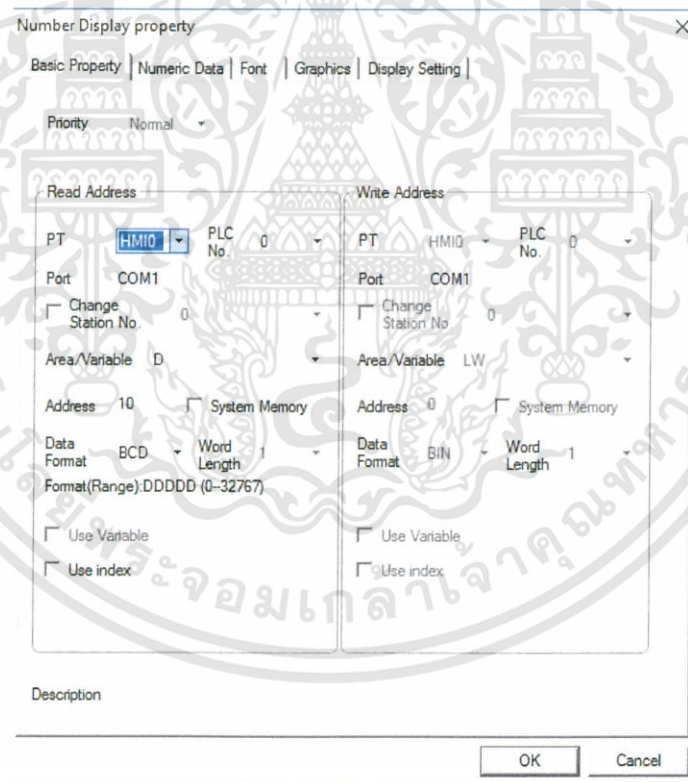 Number Display property
Basic Property | Numeric Data | Font | Graphics | Display Setting |
Priority Normal
Read Address
PT HMI0 PLC No. 0
Port COM1
Change Station No. 0
Area/Variable D
Address 10 System Memory
Data Format BCD Word Length 1
Format(Range):DDDDD (0--32767)
Use Variable
Use index
Write Address
PT HMI0 PLC No. 0
Port COM1
Change Station No. 0
Area/Variable LW
Address 0 System Memory
Data Format BIN Word Length 1
Use Variable
Use index
Description
OK Cancel